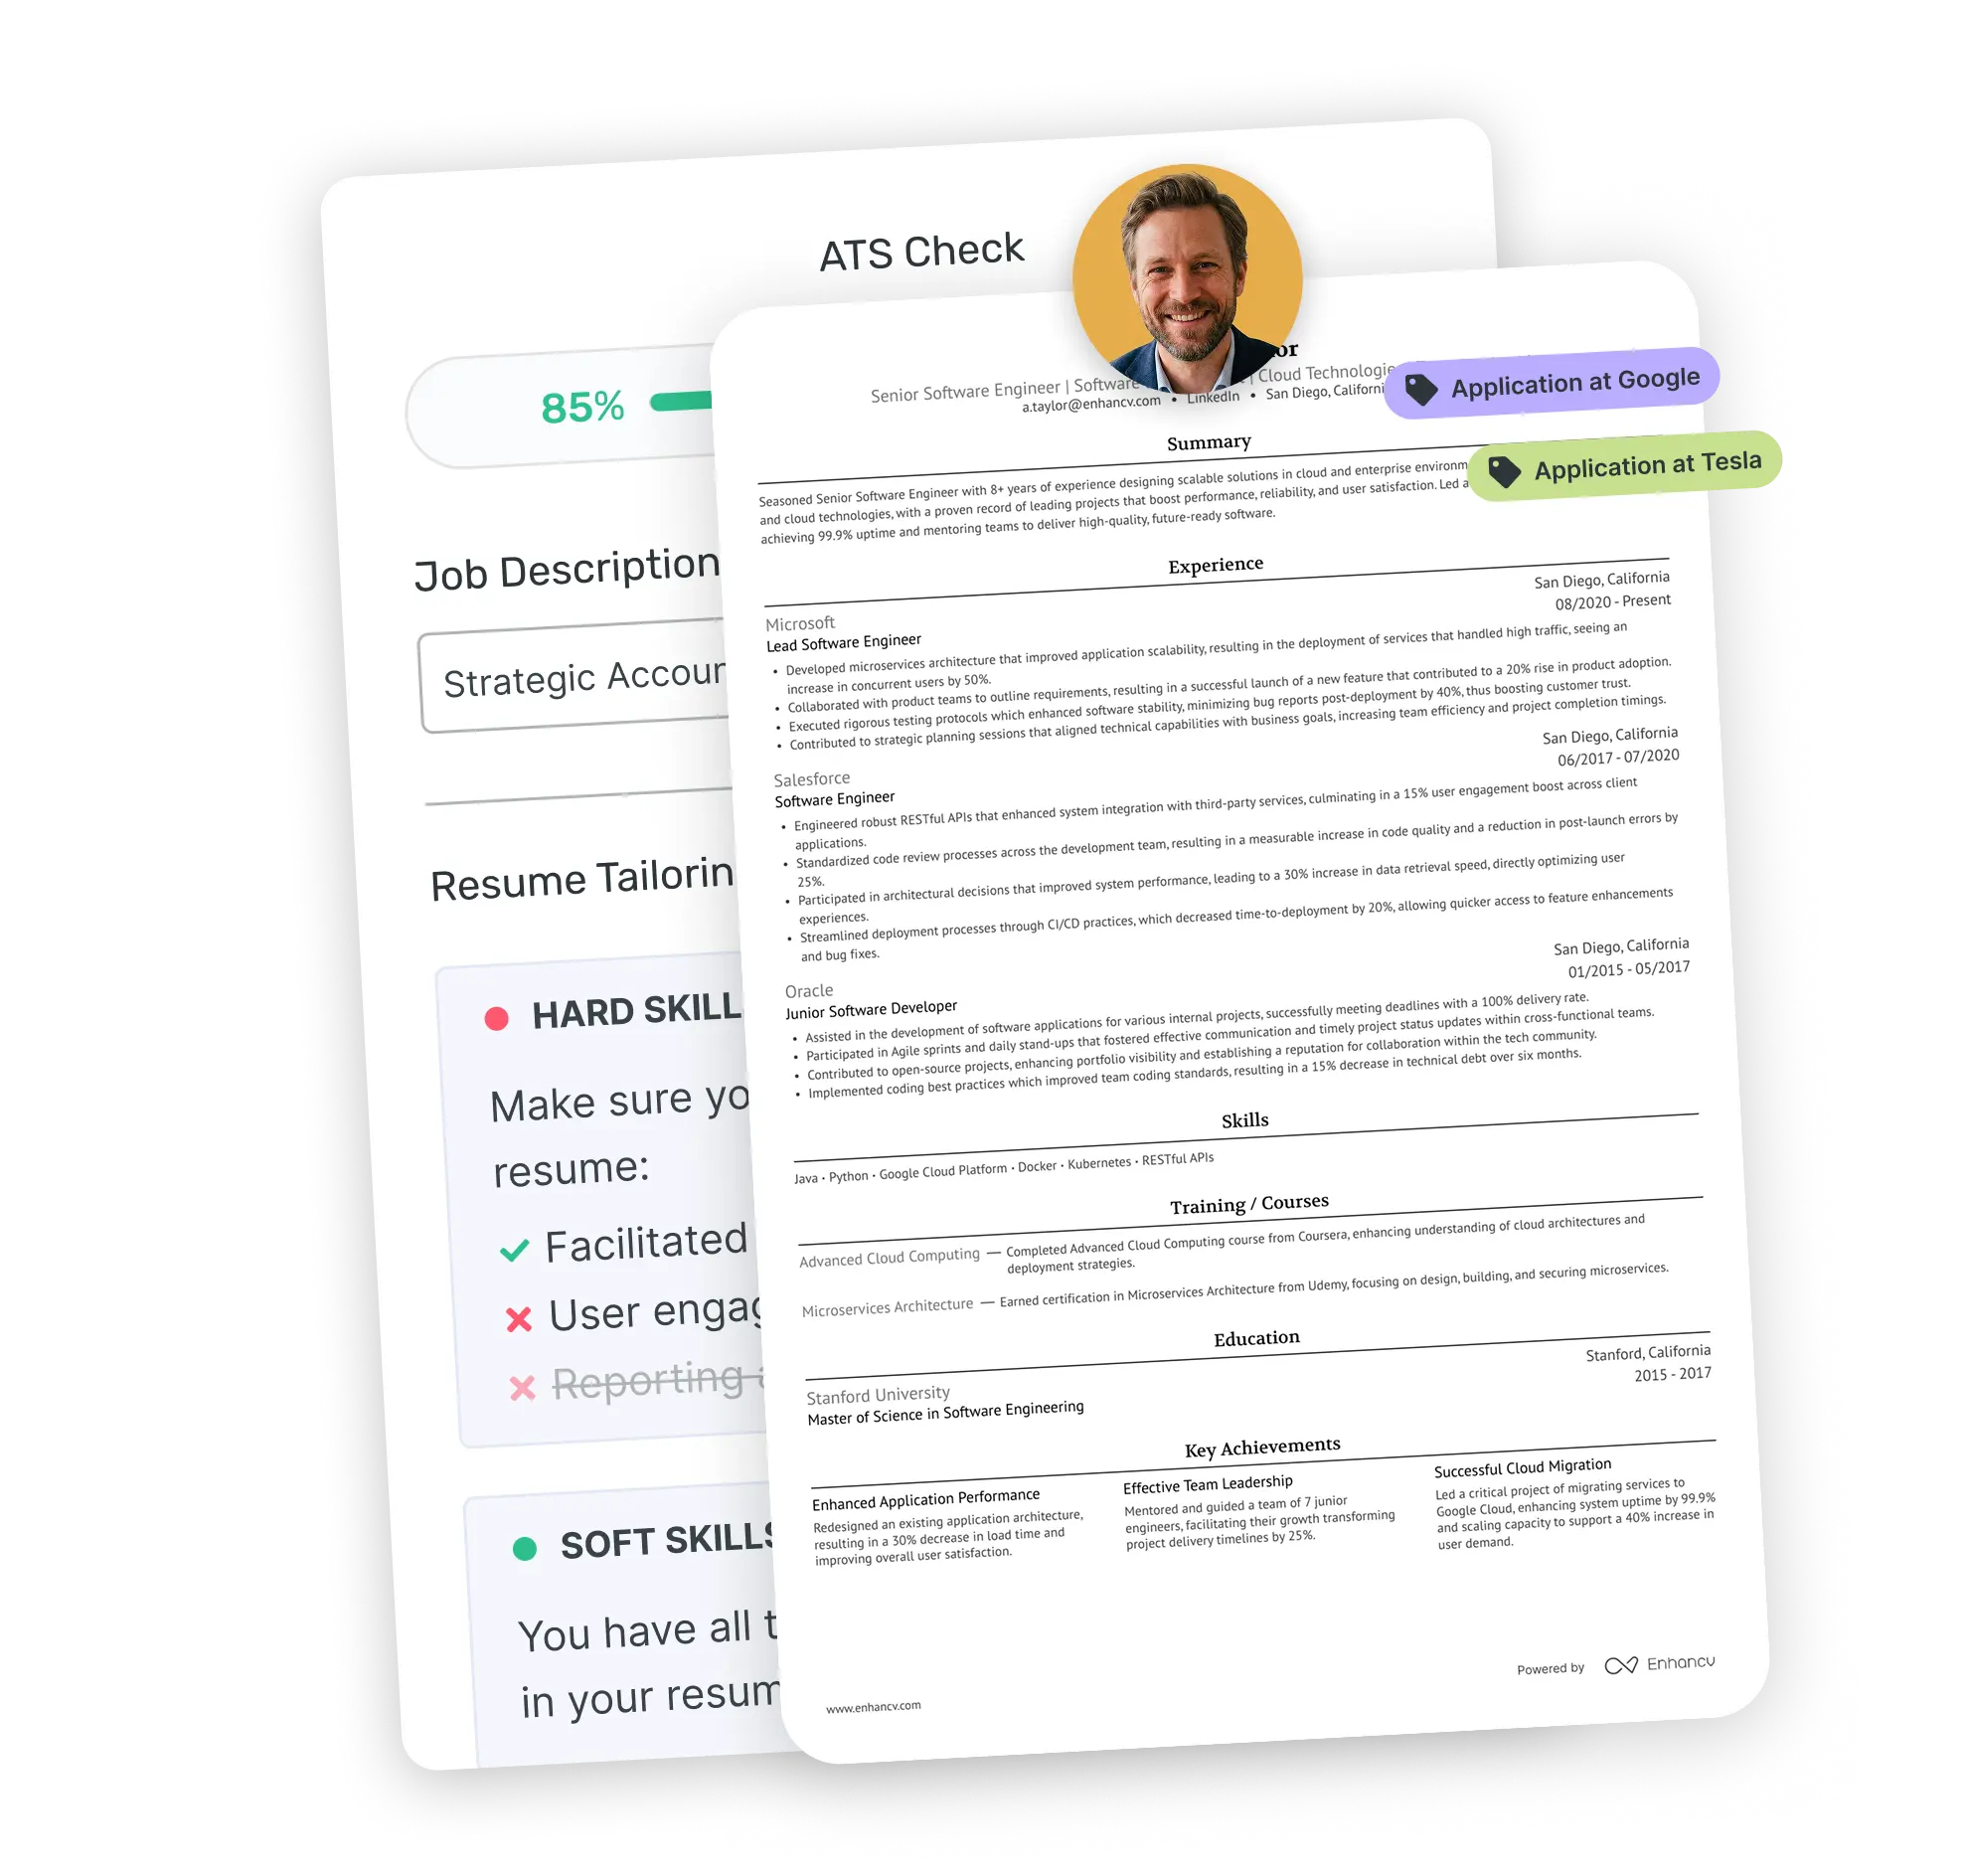 ATS Check
85%
Job Description
Strategic
Resume
HARD
Make sure
resume:
Facilitated
User
Reporting
SOFT SKILLS
You have all
in your
Application at Google
Application at Tesla
Senior Software Engineer | Software | Cloud
a.taylor@enhancv.com • LinkedIn • San Diego,
Summary
Seasoned Senior Software Engineer with 8+ years of experience designing scalable solutions in cloud and enterprise
and cloud technologies, with a proven record of leading projects that boost performance, reliability, and user satisfaction. Led
achieving 99.9% uptime and mentoring teams to deliver high-quality, future-ready software.
Experience
Microsoft
San Diego, California
Lead Software Engineer
08/2020 - Present
• Developed microservices architecture that improved application scalability, resulting in the deployment of services that handled high traffic, seeing an
increase in concurrent users by 50%.
• Collaborated with product teams to outline requirements, resulting in a successful launch of a new feature that contributed to a 20% rise in product adoption.
• Executed rigorous testing protocols which enhanced software stability, minimizing bug reports post-deployment by 40%, thus boosting customer trust.
• Contributed to strategic planning sessions that aligned technical capabilities with business goals, increasing team efficiency and project completion timings.
Salesforce
San Diego, California
Software Engineer
06/2017 - 07/2020
• Engineered robust RESTful APIs that enhanced system integration with third-party services, culminating in a 15% user engagement boost across client
applications.
• Standardized code review processes across the development team, resulting in a measurable increase in code quality and a reduction in post-launch errors by
25%.
• Participated in architectural decisions that improved system performance, leading to a 30% increase in data retrieval speed, directly optimizing user
experiences.
• Streamlined deployment processes through CI/CD practices, which decreased time-to-deployment by 20%, allowing quicker access to feature enhancements
and bug fixes.
Oracle
San Diego, California
Junior Software Developer
01/2015 - 05/2017
• Assisted in the development of software applications for various internal projects, successfully meeting deadlines with a 100% delivery rate.
• Participated in Agile sprints and daily stand-ups that fostered effective communication and timely project status updates within cross-functional teams.
• Contributed to open-source projects, enhancing portfolio visibility and establishing a reputation for collaboration within the tech community.
• Implemented coding best practices which improved team coding standards, resulting in a 15% decrease in technical debt over six months.
Skills
Java • Python • Google Cloud Platform • Docker • Kubernetes • RESTful APIs
Training / Courses
Advanced Cloud Computing — Completed Advanced Cloud Computing course from Coursera, enhancing understanding of cloud architectures and
deployment strategies.
Microservices Architecture — Earned certification in Microservices Architecture from Udemy, focusing on design, building, and securing microservices.
Education
Stanford University
Stanford, California
Master of Science in Software Engineering
2015 - 2017
Key Achievements
Enhanced Application Performance
Redesigned an existing application architecture,
resulting in a 30% decrease in load time and
improving overall user satisfaction.
Effective Team Leadership
Mentored and guided a team of 7 junior
engineers, facilitating their growth transforming
project delivery timelines by 25%.
Successful Cloud Migration
Led a critical project of migrating services to
Google Cloud, enhancing system uptime by 99.9%
and scaling capacity to support a 40% increase in
user demand.
www.enhancv.com
Powered by Enhancv